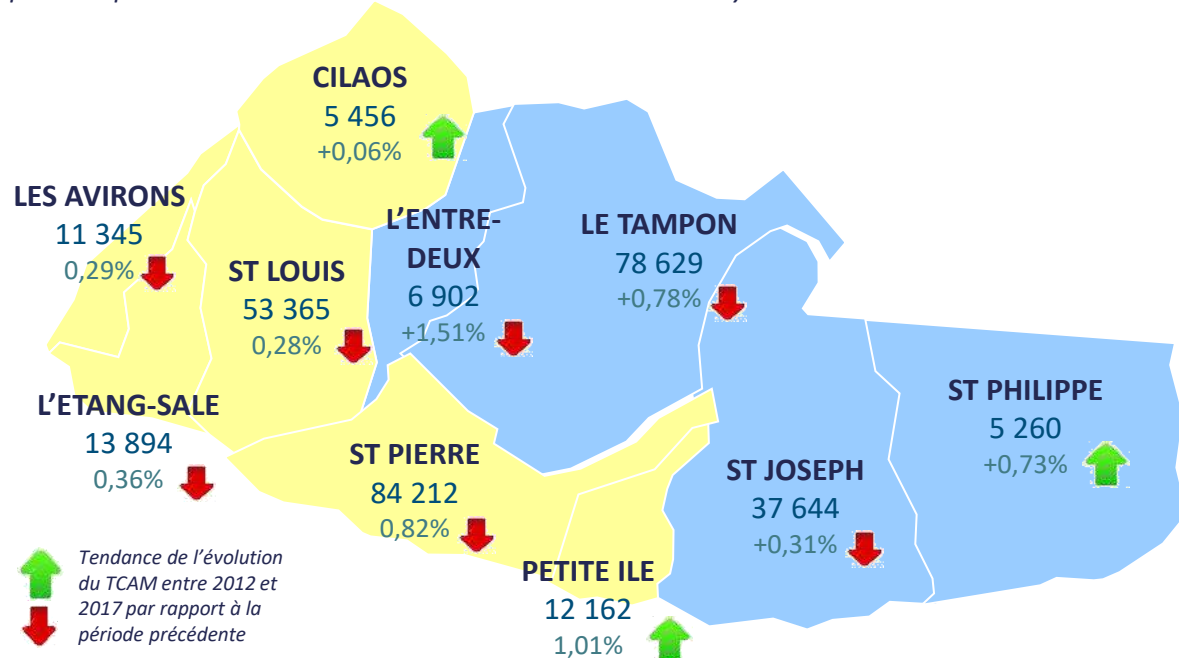 CILAOS
5 456
+0,06%
LES AVIRONS
11 345
0,29%
ST LOUIS
53 365
0,28%
L’ENTRE-
DEUX
6 902
+1,51%
LE TAMPON
78 629
+0,78%
L’ETANG-SALE
13 894
0,36%
ST PIERRE
84 212
0,82%
ST JOSEPH
37 644
+0,31%
ST PHILIPPE
5 260
+0,73%
PETITE ILE
12 162
1,01%
Tendance de l’évolution
du TCAM entre 2012 et
2017 par rapport à la
période précédente